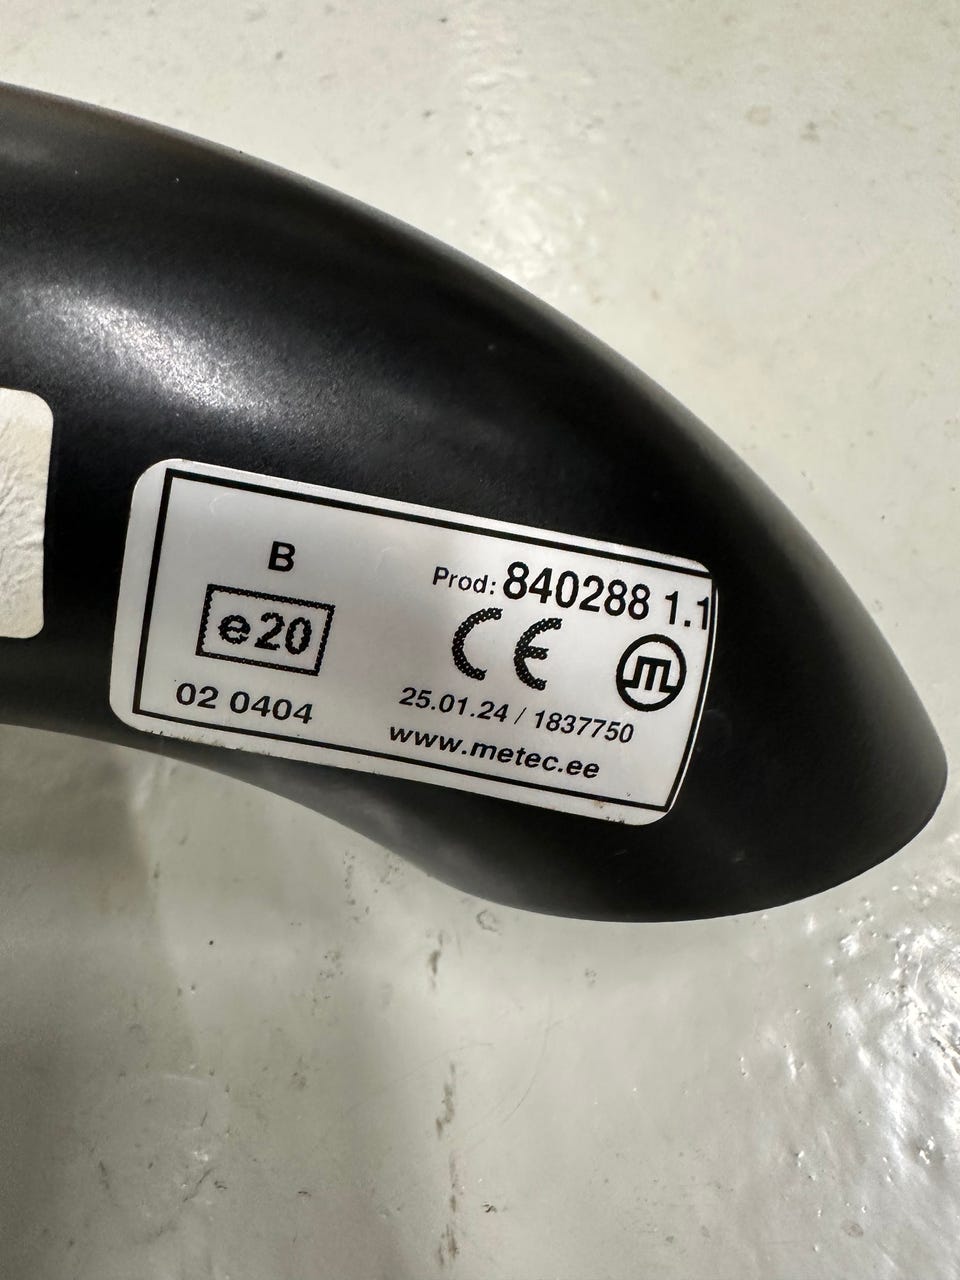 B
e20
02 0404
Prod: 840288 1.1
CE
m
25.01.24 / 1837750
www.metec.ee